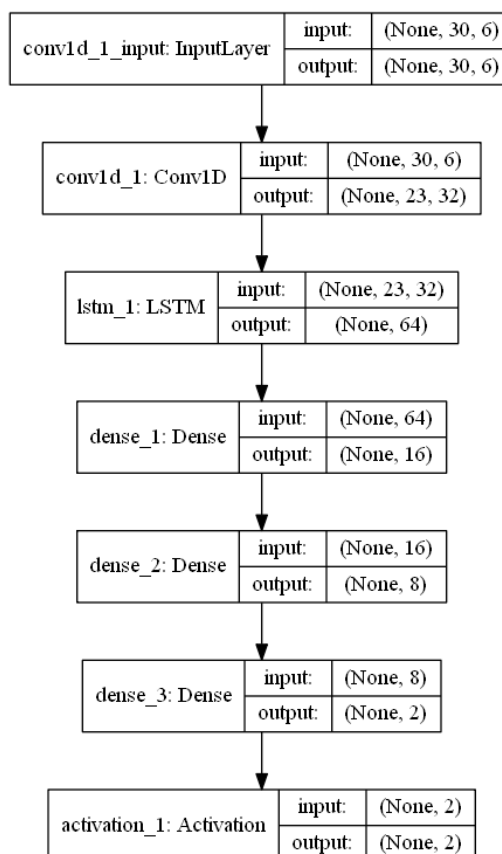 conv1d_1_input: InputLayer
input: (None, 30, 6)
output: (None, 30, 6)
conv1d_1: Conv1D
input: (None, 30, 6)
output: (None, 23, 32)
lstm_1: LSTM
input: (None, 23, 32)
output: (None, 64)
dense_1: Dense
input: (None, 64)
output: (None, 16)
dense_2: Dense
input: (None, 16)
output: (None, 8)
dense_3: Dense
input: (None, 8)
output: (None, 2)
activation_1: Activation
input: (None, 2)
output: (None, 2)